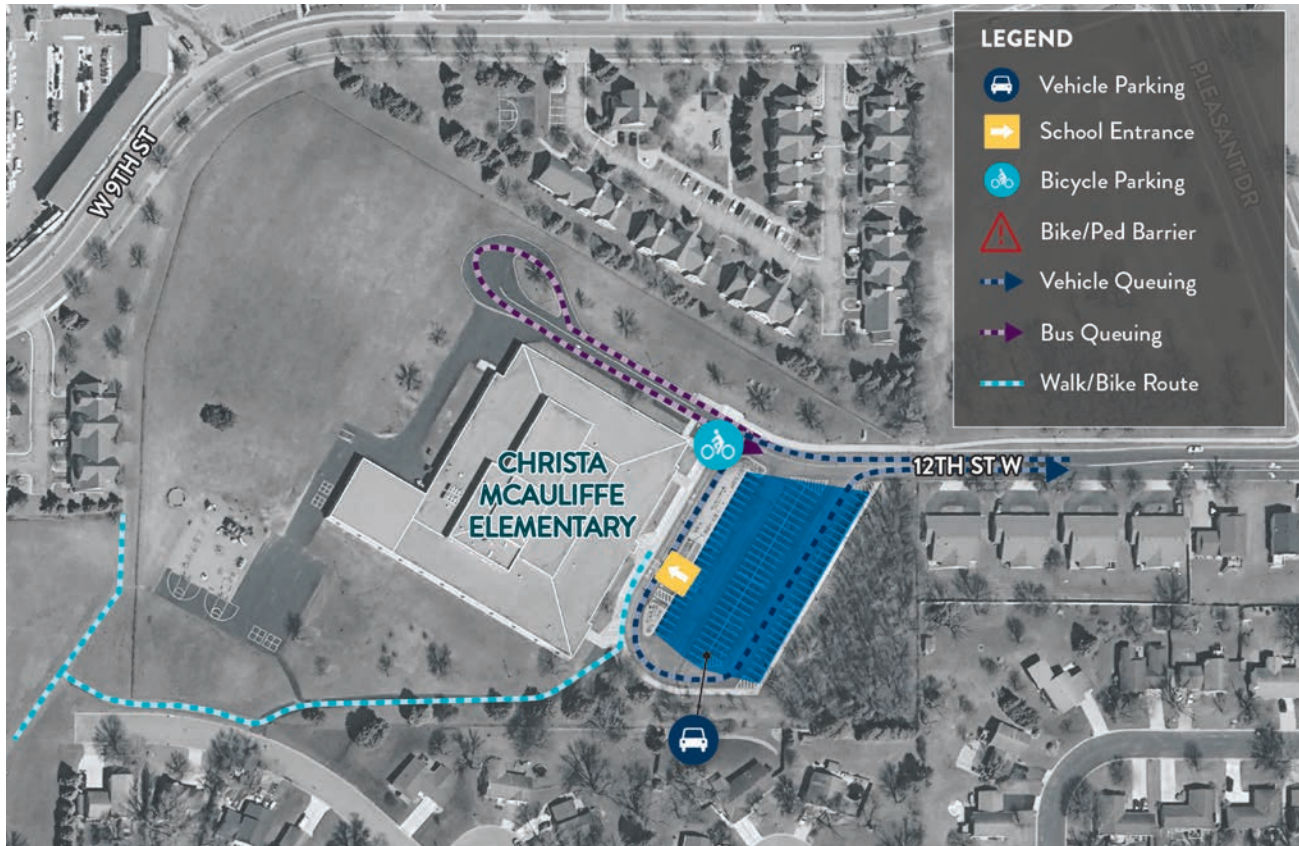 LEGEND
Vehicle Parking
School Entrance
Bicycle Parking
Bike/Ped Barrier
Vehicle Queuing
Bus Queuing
Walk/Bike Route
PLEASANT DR
W 9TH ST
12TH ST W
CHRISTA
MCAULIFFE
ELEMENTARY